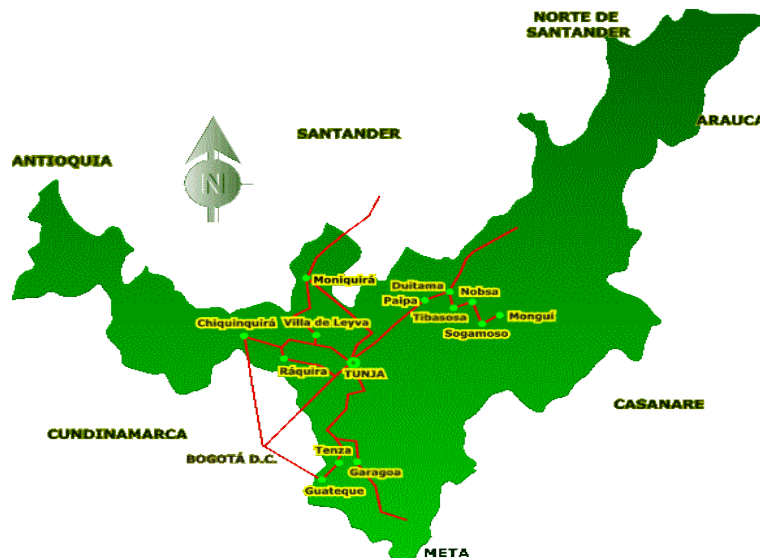 NORTE DE
SANTANDER
ARAUCA
SANTANDER
ANTIOQUIA
N
Moniquirá
Duitama
Nobsa
Paipa
Tibasosa
Monguí
Sogamoso
Chiquinquirá
Villa de Leyva
Ráquira
TUNJA
CASANARE
CUNDINAMARCA
BOGOTÁ D.C.
Tenza
Garagoa
Guateque
META